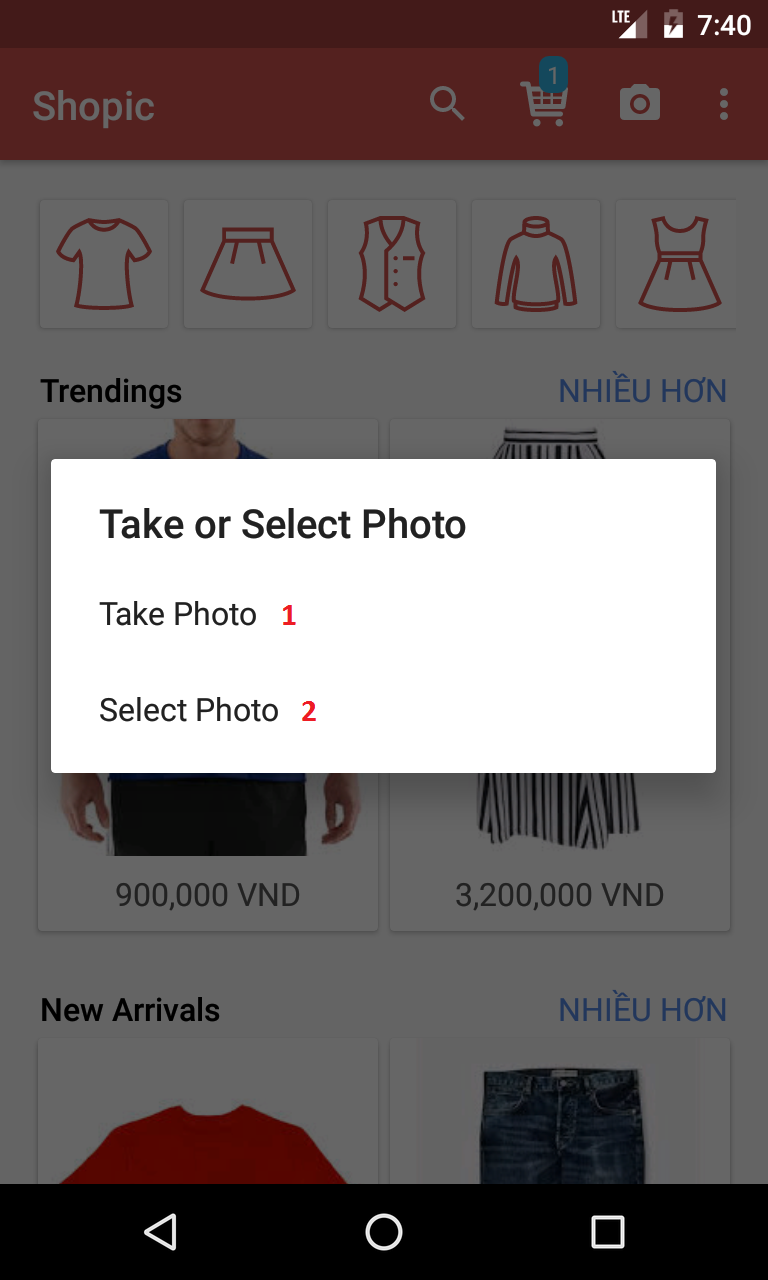 LTE 7:40
Shopic 1
Trendings NHIỀU HƠN
Take or Select Photo
Take Photo 1
Select Photo 2
900,000 VND 3,200,000 VND
New Arrivals NHIỀU HƠN